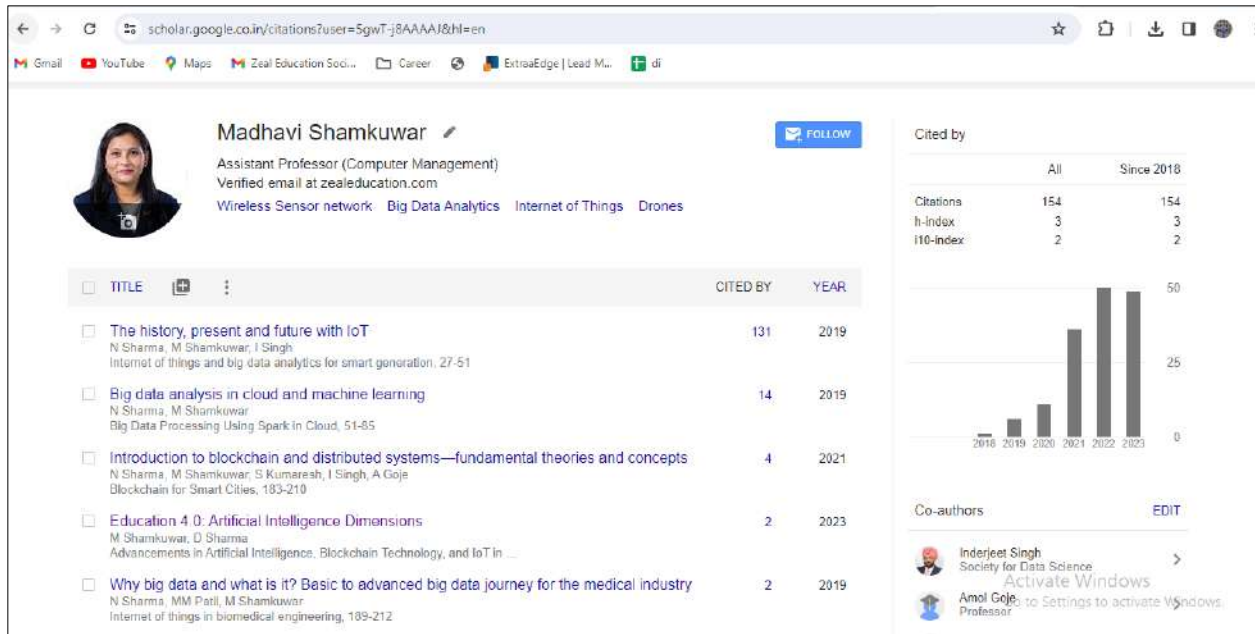 scholar.google.co.in/citations?user=5gwT-j8AAAAJ&hl=en
Gmail YouTube Maps Zeal Education Soci... Career ExtraaEdge | Lead M... di
Madhavi Shamkuwar
FOLLOW
Assistant Professor (Computer Management)
Verified email at zealeducation.com
Wireless Sensor network Big Data Analytics Internet of Things Drones
TITLE CITED BY YEAR
The history, present and future with IoT 131 2019
N Sharma, M Shamkuwar, I Singh
Internet of things and big data analytics for smart generation, 27-51
Big data analysis in cloud and machine learning 14 2019
N Sharma, M Shamkuwar
Big Data Processing Using Spark in Cloud, 51-85
Introduction to blockchain and distributed systems—fundamental theories and concepts 4 2021
N Sharma, M Shamkuwar, S Kumaresh, I Singh, A Goje
Blockchain for Smart Cities, 183-210
Education 4.0: Artificial Intelligence Dimensions 2 2023
M Shamkuwar, D Sharma
Advancements in Artificial Intelligence, Blockchain Technology, and IoT in ...
Why big data and what is it? Basic to advanced big data journey for the medical industry 2 2019
N Sharma, MM Patil, M Shamkuwar
Internet of things in biomedical engineering, 189-212
Cited by
All Since 2018
Citations 154 154
h-index 3 3
i10-index 2 2
50
25
0
2018 2019 2020 2021 2022 2023
Co-authors EDIT
Inderjeet Singh
Society for Data Science
Activate Windows
Amol Goje
Professor
to Settings to activate Windows.